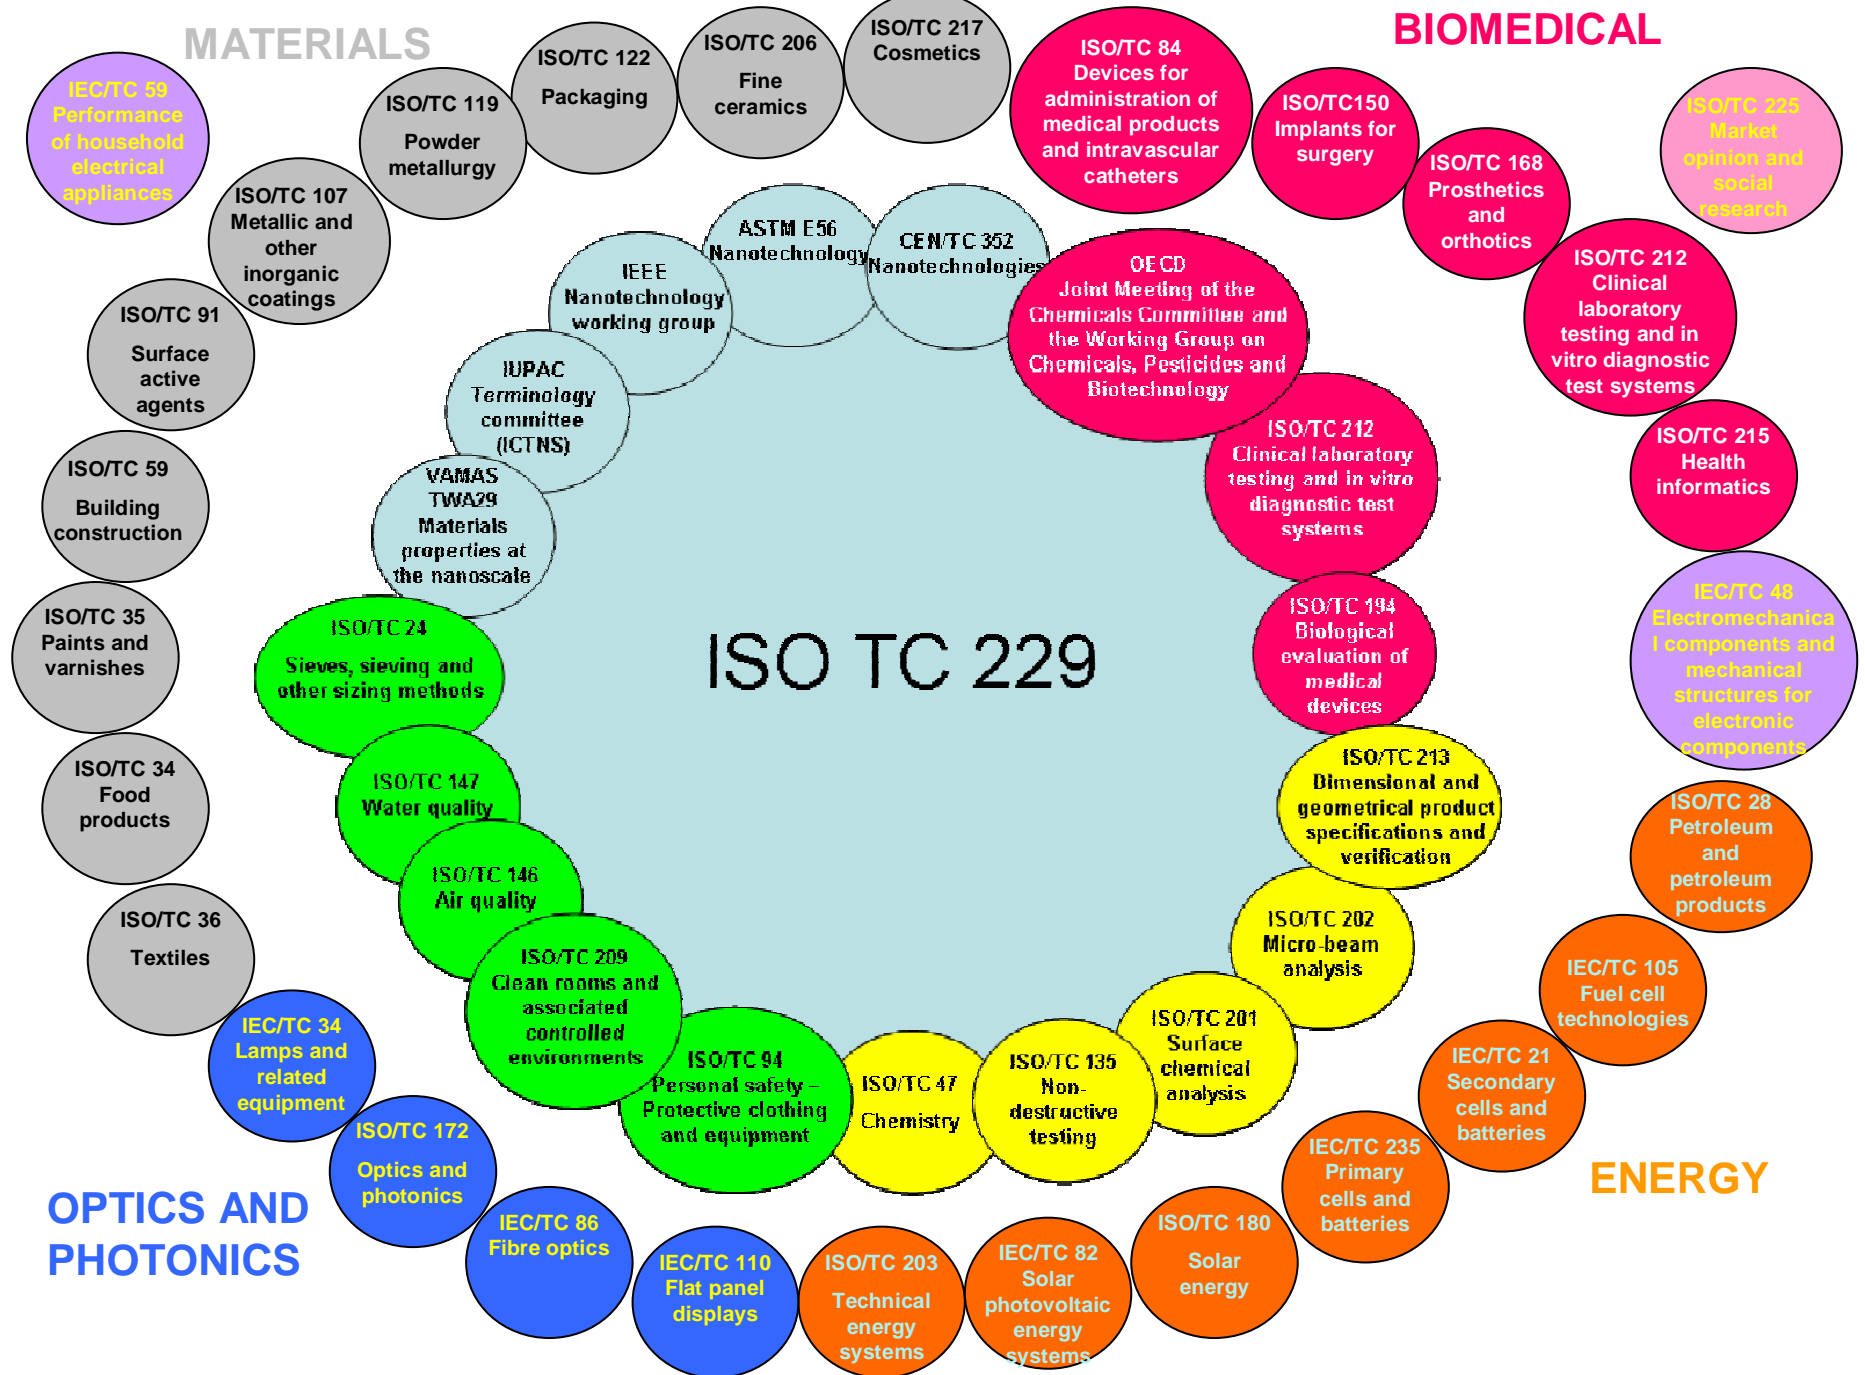 MATERIALS
BIOMEDICAL
IEC/TC 59
Performance
of household
electrical
appliances
ISO/TC 107
Metallic and
other
inorganic
coatings
ISO/TC 119
Powder
metallurgy
ISO/TC 122
Packaging
ISO/TC 206
Fine
ceramics
ISO/TC 217
Cosmetics
ISO/TC 84
Devices for
administration of
medical products
and intravascular
catheters
ISO/TC150
Implants for
surgery
ISO/TC 168
Prosthetics
and
orthotics
ISO/TC 225
Market
opinion and
social
research
ISO/TC 212
Clinical
laboratory
testing and in
vitro diagnostic
test systems
ISO/TC 215
Health
informatics
IEC/TC 48
Electromechanica
l components and
mechanical
structures for
electronic
components
ISO/TC 28
Petroleum
and
petroleum
products
IEC/TC 105
Fuel cell
technologies
IEC/TC 21
Secondary
cells and
batteries
IEC/TC 235
Primary
cells and
batteries
ISO/TC 180
Solar
energy
IEC/TC 82
Solar
photovoltaic
energy
systems
ISO/TC 203
Technical
energy
systems
IEC/TC 110
Flat panel
displays
IEC/TC 86
Fibre optics
ISO/TC 172
Optics and
photonics
IEC/TC 34
Lamps and
related
equipment
ISO/TC 36
Textiles
ISO/TC 34
Food
products
ISO/TC 35
Paints and
varnishes
ISO/TC 59
Building
construction
ISO/TC 91
Surface
active
agents
ASTM E56
Nanotechnology
CEN/TC 352
Nanotechnologies
OECD
Joint Meeting of the
Chemicals Committee and
the Working Group on
Chemicals, Pesticides and
Biotechnology
ISO/TC 212
Clinical laboratory
testing and in vitro
diagnostic test
systems
ISO/TC 194
Biological
evaluation of
medical
devices
ISO/TC 213
Dimensional and
geometrical product
specifications and
verification
ISO/TC 202
Micro-beam
analysis
ISO/TC 201
Surface
chemical
analysis
ISO/TC 135
Non-
destructive
testing
ISO/TC 47
Chemistry
ISO/TC 94
Personal safety –
Protective clothing
and equipment
ISO/TC 209
Clean rooms and
associated
controlled
environments
ISO/TC 146
Air quality
ISO/TC 147
Water quality
ISO/TC 24
Sieves, sieving and
other sizing methods
VAMAS
TWA29
Materials
properties at
the nanoscale
IUPAC
Terminology
committee
(ICTNS)
IEEE
Nanotechnology
working group
ISO TC 229
OPTICS AND
PHOTONICS
ENERGY